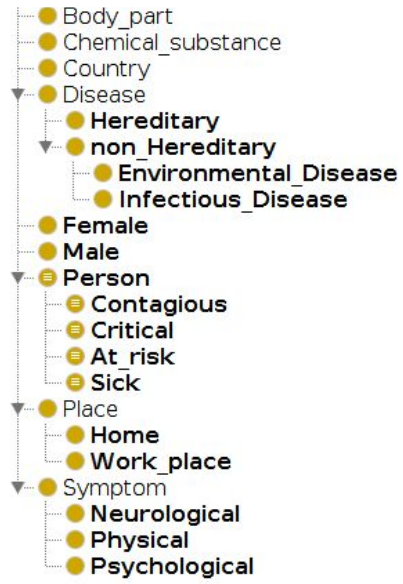 Body_part
Chemical_substance
Country
Disease
Hereditary
non_Hereditary
Environmental_Disease
Infectious_Disease
Female
Male
Person
Contagious
Critical
At_risk
Sick
Place
Home
Work_place
Symptom
Neurological
Physical
Psychological